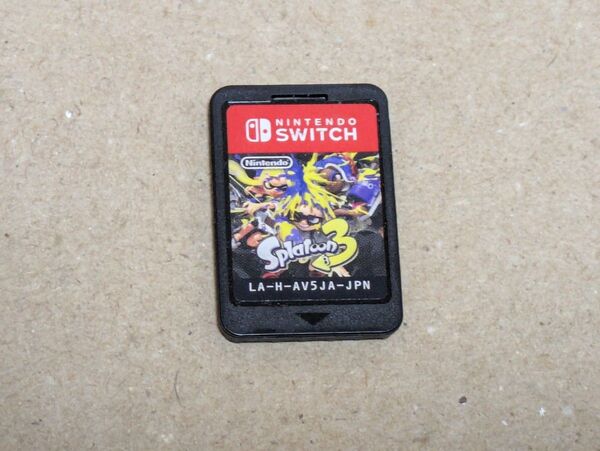 NINTENDO
SWITCH
Nintendo
Splatoon 3
LA-H-AV5JA-JPN